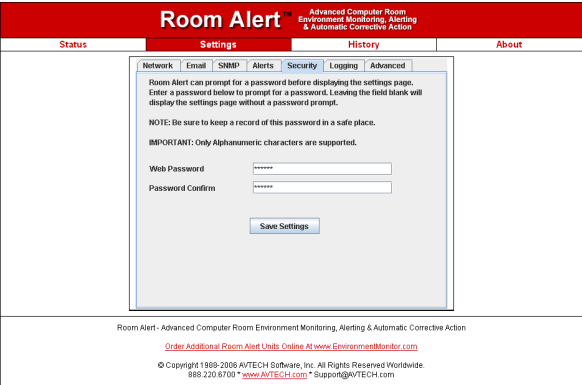 Room Alert™
Advanced Computer Room
Environment Monitoring, Alerting
& Automatic Corrective Action
Status Settings History About
Network Email SNMP Alerts Security Logging Advanced
Room Alert can prompt for a password before displaying the settings page.
Enter a password below to prompt for a password. Leaving the field blank will
display the settings page without a password prompt.
NOTE: Be sure to keep a record of this password in a safe place.
IMPORTANT: Only Alphanumeric characters are supported.
Web Password ******
Password Confirm ******
Save Settings
Room Alert - Advanced Computer Room Environment Monitoring, Alerting & Automatic Corrective Action
Order Additional Room Alert Units Online At www.EnvironmentMonitor.com
© Copyright 1988-2006 AVTECH Software, Inc. All Rights Reserved Worldwide.
888.220.6700 * www.AVTECH.com * Support@AVTECH.com